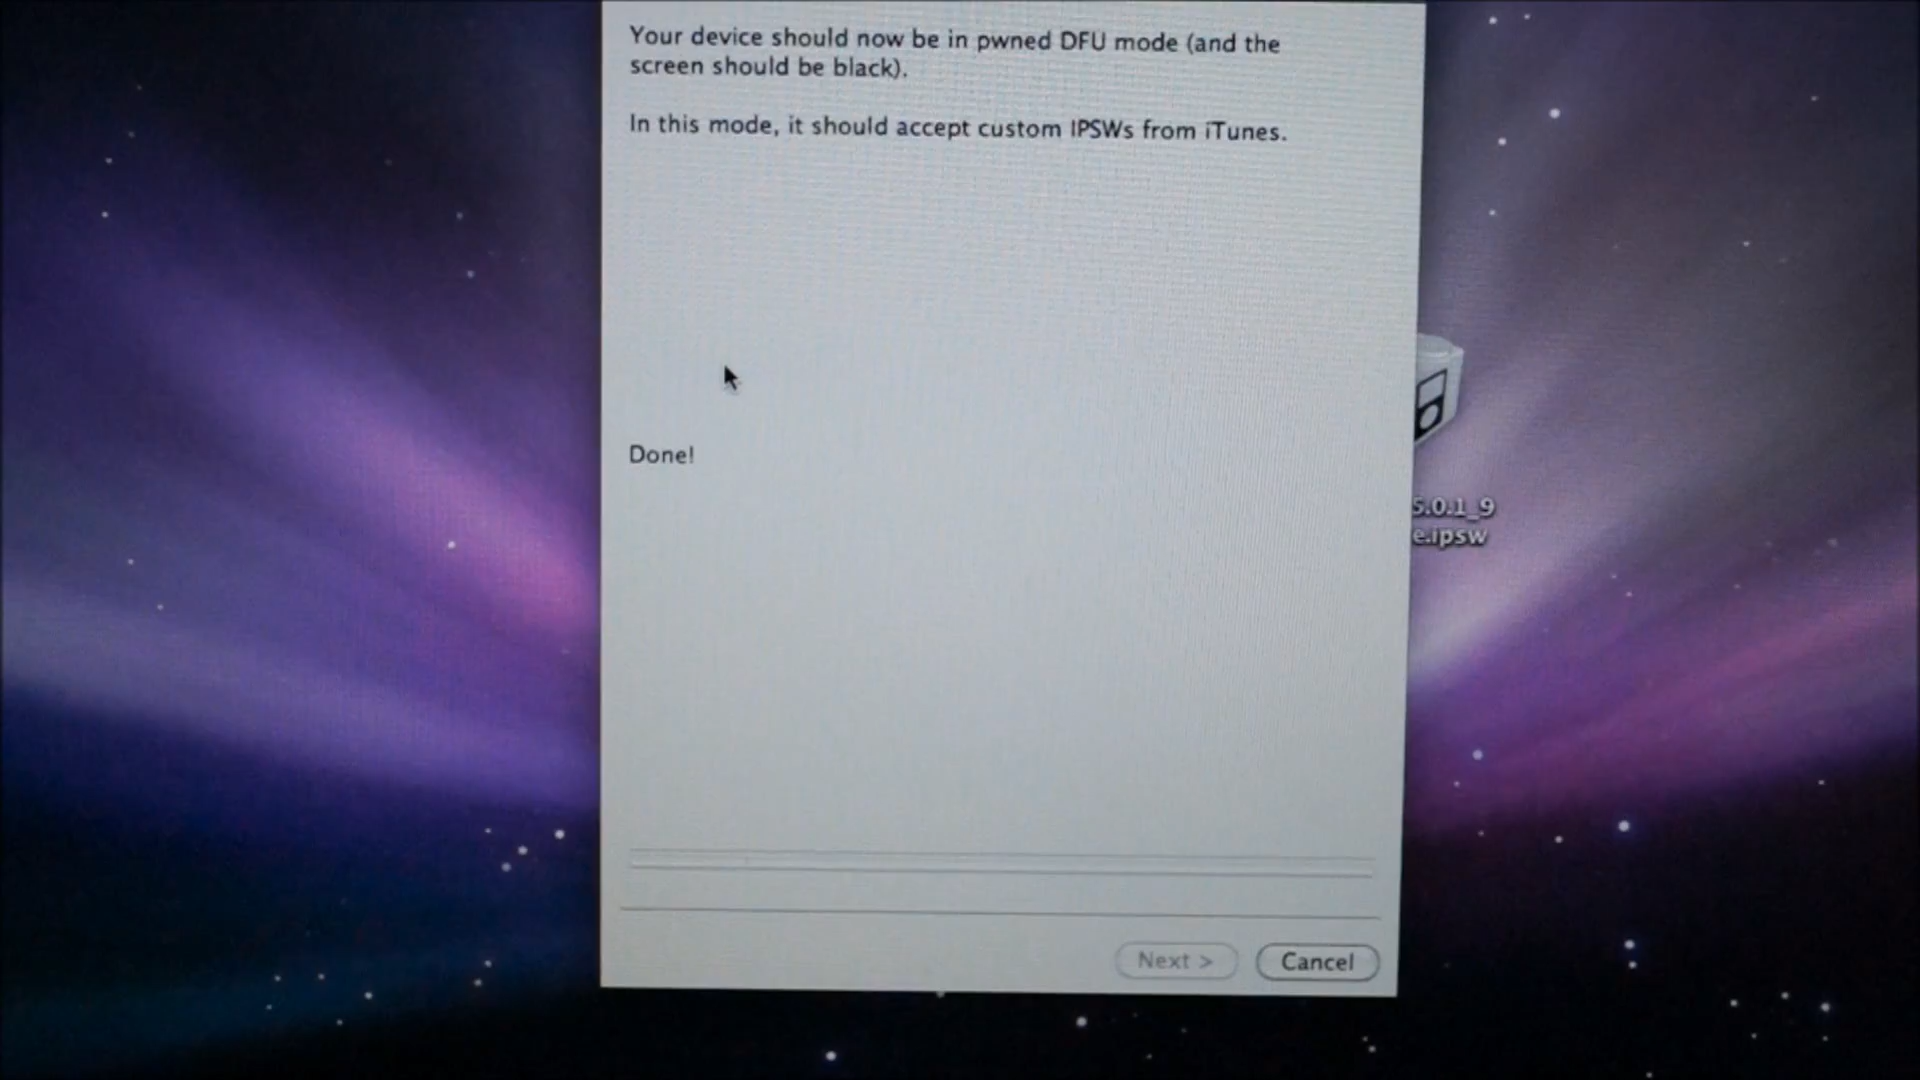 Your device should now be in pwned DFU mode (and the
screen should be black).
In this mode, it should accept custom IPSWs from iTunes.
Done!
5.0.1_9
e.ipsw
Next >
Cancel